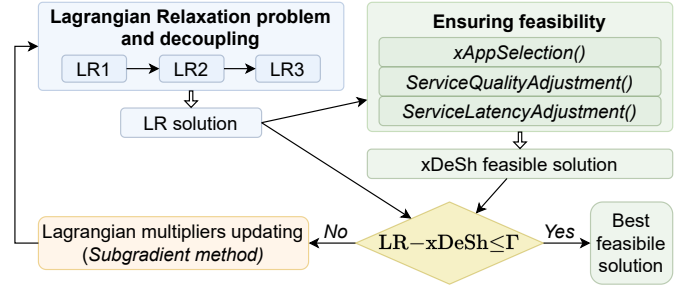 Lagrangian Relaxation problem
and decoupling
LR1
LR2
LR3
LR solution
Ensuring feasibility
xAppSelection()
ServiceQualityAdjustment()
ServiceLatencyAdjustment()
xDeSh feasible solution
LR−xDeSh≤Γ
No
Yes
Lagrangian multipliers updating
(Subgradient method)
Best
feasibile
solution